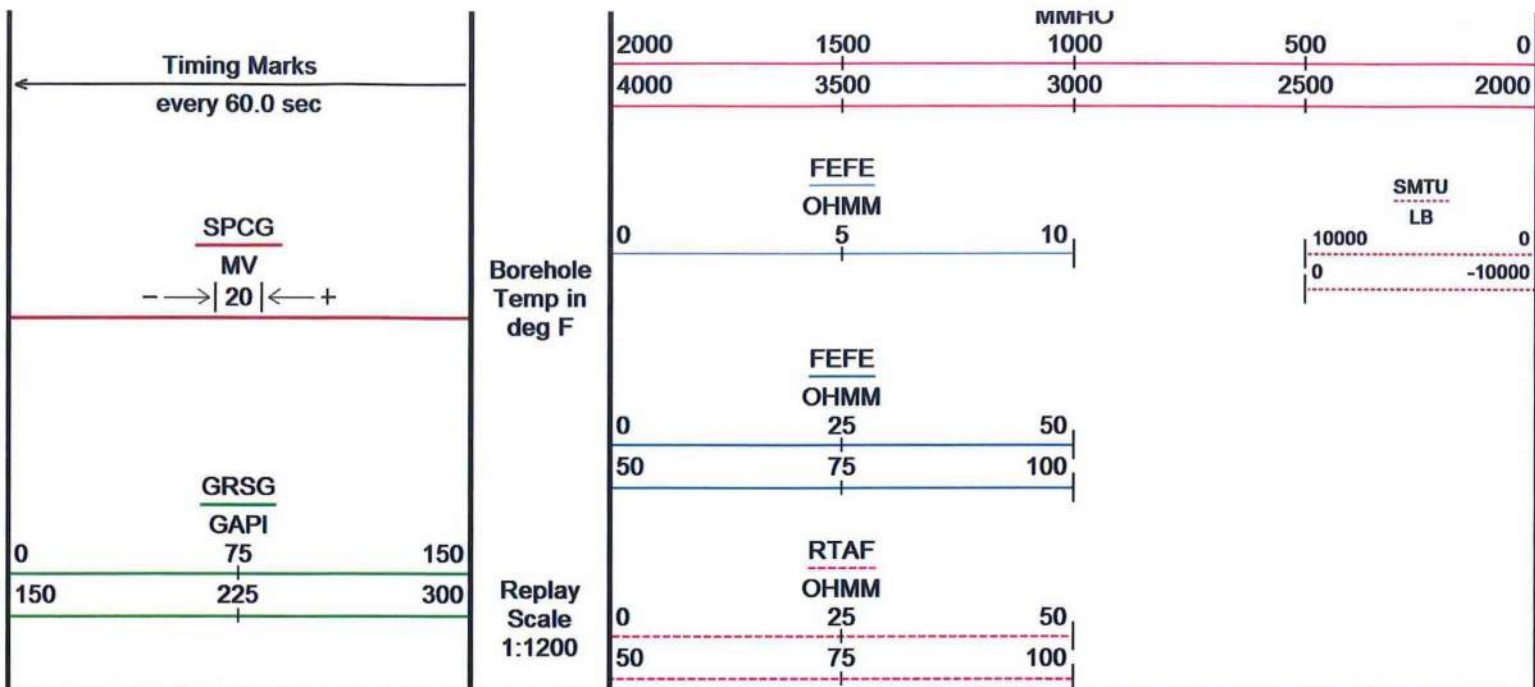 Timing Marks
every 60.0 sec
SPCG
MV
− 20 +
GRSG
GAPI
0 75 150
150 225 300
Borehole
Temp in
deg F
Replay
Scale
1:1200
MMHO
2000 1500 1000 500 0
4000 3500 3000 2500 2000
FEFE
OHMM
0 5 10
SMTU
LB
10000 0
0 -10000
FEFE
OHMM
0 25 50
50 75 100
RTAF
OHMM
0 25 50
50 75 100